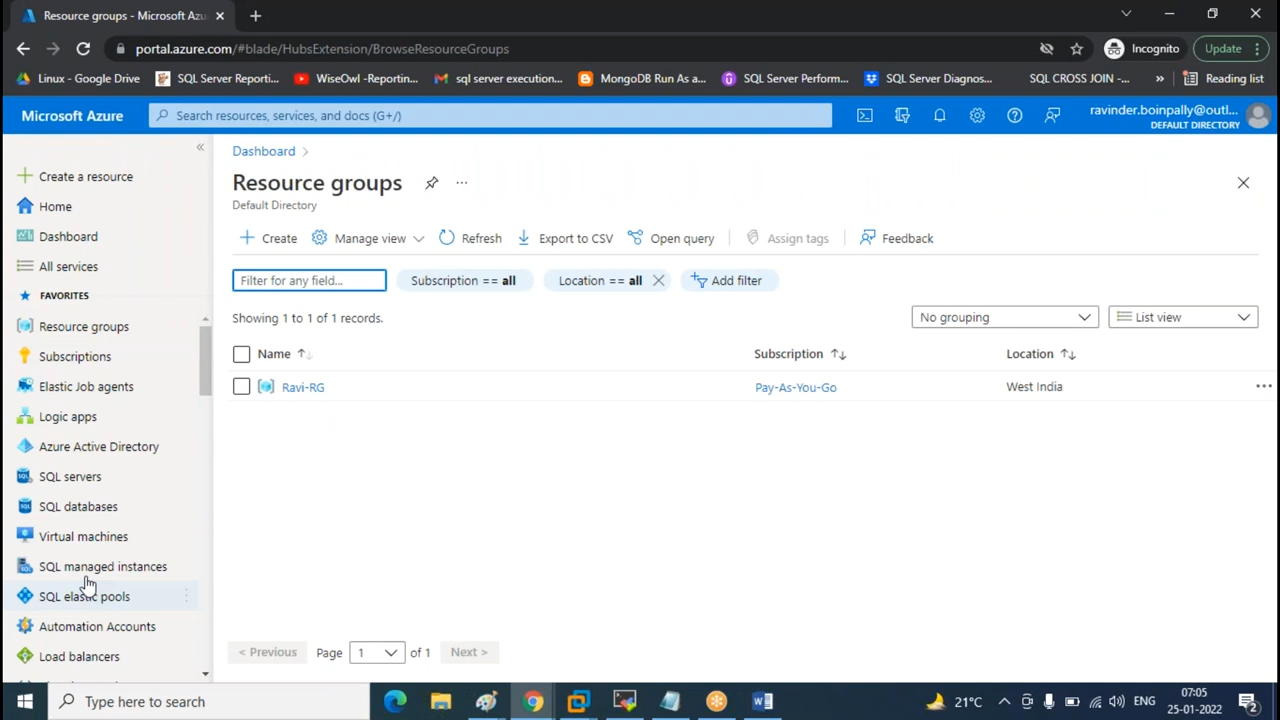 Resource groups - Microsoft Azu
portal.azure.com/#blade/HubsExtension/BrowseResourceGroups
Incognito
Update
Linux - Google Drive
SQL Server Reporti...
WiseOwl -Reportin...
sql server execution...
MongoDB Run As a...
SQL Server Perform...
SQL Server Diagnos...
SQL CROSS JOIN -...
»
Reading list
Microsoft Azure
Search resources, services, and docs (G+/)
ravinder.boinpally@outl...
DEFAULT DIRECTORY
«
Create a resource
Home
Dashboard
All services
FAVORITES
Resource groups
Subscriptions
Elastic Job agents
Logic apps
Azure Active Directory
SQL servers
SQL databases
Virtual machines
SQL managed instances
SQL elastic pools
Automation Accounts
Load balancers
Dashboard >
Resource groups
...
Default Directory
Create
Manage view
Refresh
Export to CSV
Open query
Assign tags
Feedback
Filter for any field...
Subscription == all
Location == all
Add filter
Showing 1 to 1 of 1 records.
No grouping
List view
Name
Subscription
Location
Ravi-RG
Pay-As-You-Go
West India
...
< Previous
Page
1
of 1
Next >
Type here to search
21°C
ENG
07:05
25-01-2022
2